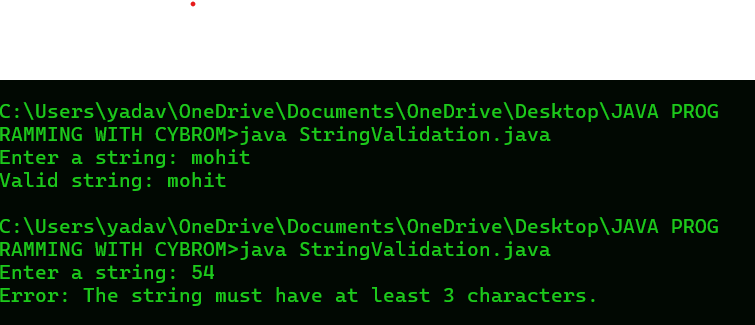 C:\Users\yadav\OneDrive\Documents\OneDrive\Desktop\JAVA PROG
RAMMING WITH CYBROM>java StringValidation.java
Enter a string: mohit
Valid string: mohit
C:\Users\yadav\OneDrive\Documents\OneDrive\Desktop\JAVA PROG
RAMMING WITH CYBROM>java StringValidation.java
Enter a string: 54
Error: The string must have at least 3 characters.